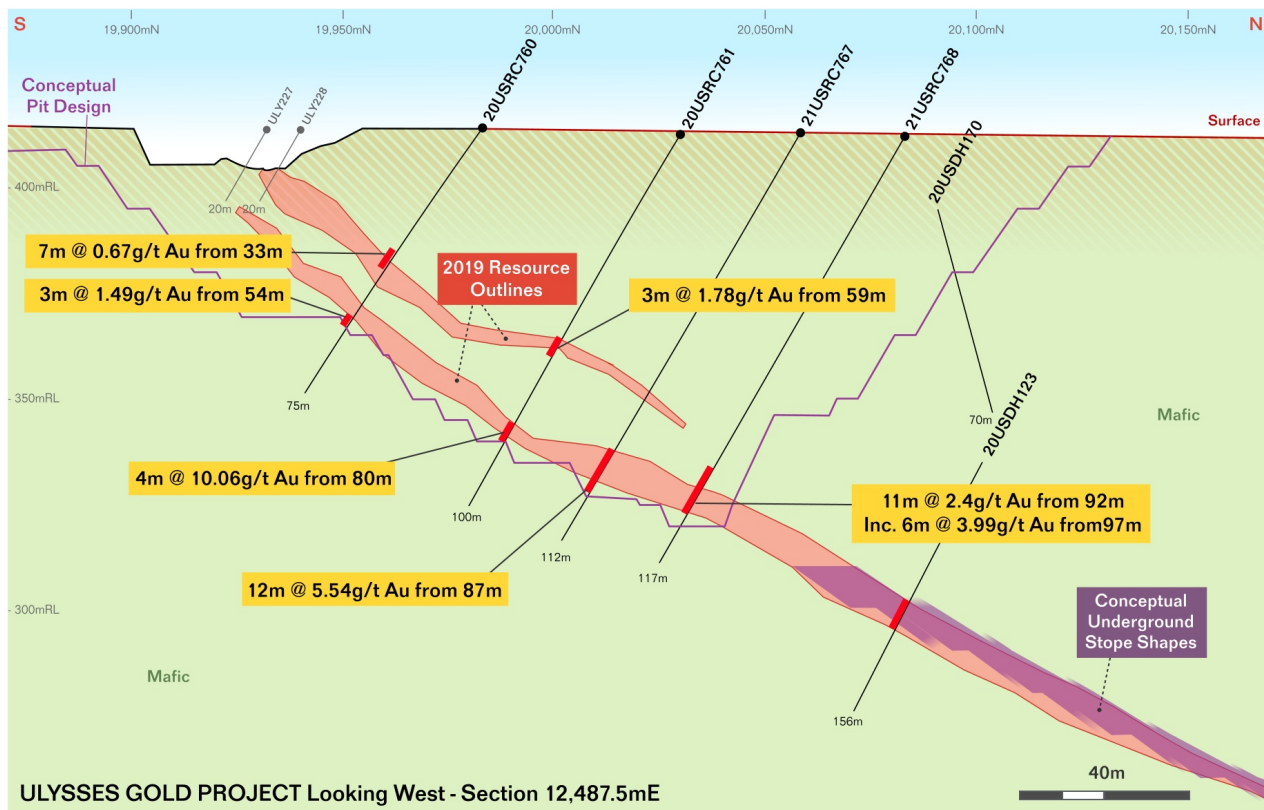 S
19,900mN
19,950mN
20,000mN
20,050mN
20,100mN
20,150mN
N
Conceptual
Pit Design
ULY227
ULY228
20USRC760
20USRC761
21USRC767
21USRC768
20USDH170
Surface
400mRL
20m
20m
7m @ 0.67g/t Au from 33m
2019 Resource
Outlines
3m @ 1.49g/t Au from 54m
3m @ 1.78g/t Au from 59m
350mRL
75m
70m
20USDH123
Mafic
4m @ 10.06g/t Au from 80m
100m
11m @ 2.4g/t Au from 92m
Inc. 6m @ 3.99g/t Au from97m
112m
117m
12m @ 5.54g/t Au from 87m
300mRL
Conceptual
Underground
Stope Shapes
Mafic
156m
ULYSSES GOLD PROJECT Looking West - Section 12,487.5mE
40m